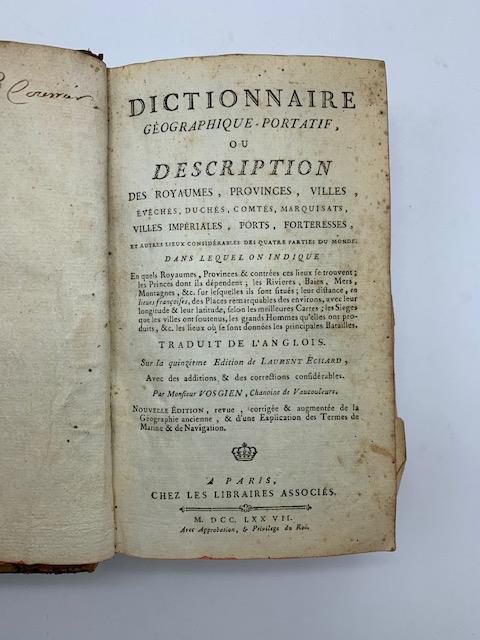 Courrier
DICTIONNAIRE
GÉOGRAPHIQUE-PORTATIF,
OU
DESCRIPTION
DES ROYAUMES, PROVINCES, VILLES,
ÉVÊCHÉS, DUCHÉS, COMTÉS, MARQUISATS,
VILLES IMPÉRIALES, PORTS, FORTERESSES,
ET AUTRES LIEUX CONSIDÉRABLES DES QUATRE PARTIES DU MONDE:
DANS LEQUEL ON INDIQUE
En quels Royaumes, Provinces & contrées ces lieux se trouvent;
les Princes dont ils dépendent; les Rivieres, Baies, Mers,
Montagnes, &c. sur lesquelles ils sont situés; leur distance, en
lieues françoises, des Places remarquables des environs, avec leur
longitude & leur latitude, selon les meilleures Cartes; les Sieges
que les villes ont soutenus, les grands Hommes qu'elles ont pro-
duits, &c. les lieux où se sont données les principales Batailles.
TRADUIT DE L'ANGLOIS.
Sur la quinzieme Edition de LAURENT ÉCHARD,
Avec des additions & des corrections considérables.
Par Monsieur VOSGIEN, Chanoine de Vaucouleurs.
NOUVELLE ÉDITION, revue, corrigée & augmentée de la
Géographie ancienne, & d'une Explication des Termes de
Marine & de Navigation.
A PARIS,
CHEZ LES LIBRAIRES ASSOCIÉS.
M. DCC. LXXVII.
Avec Approbation, & Privilege du Roi.